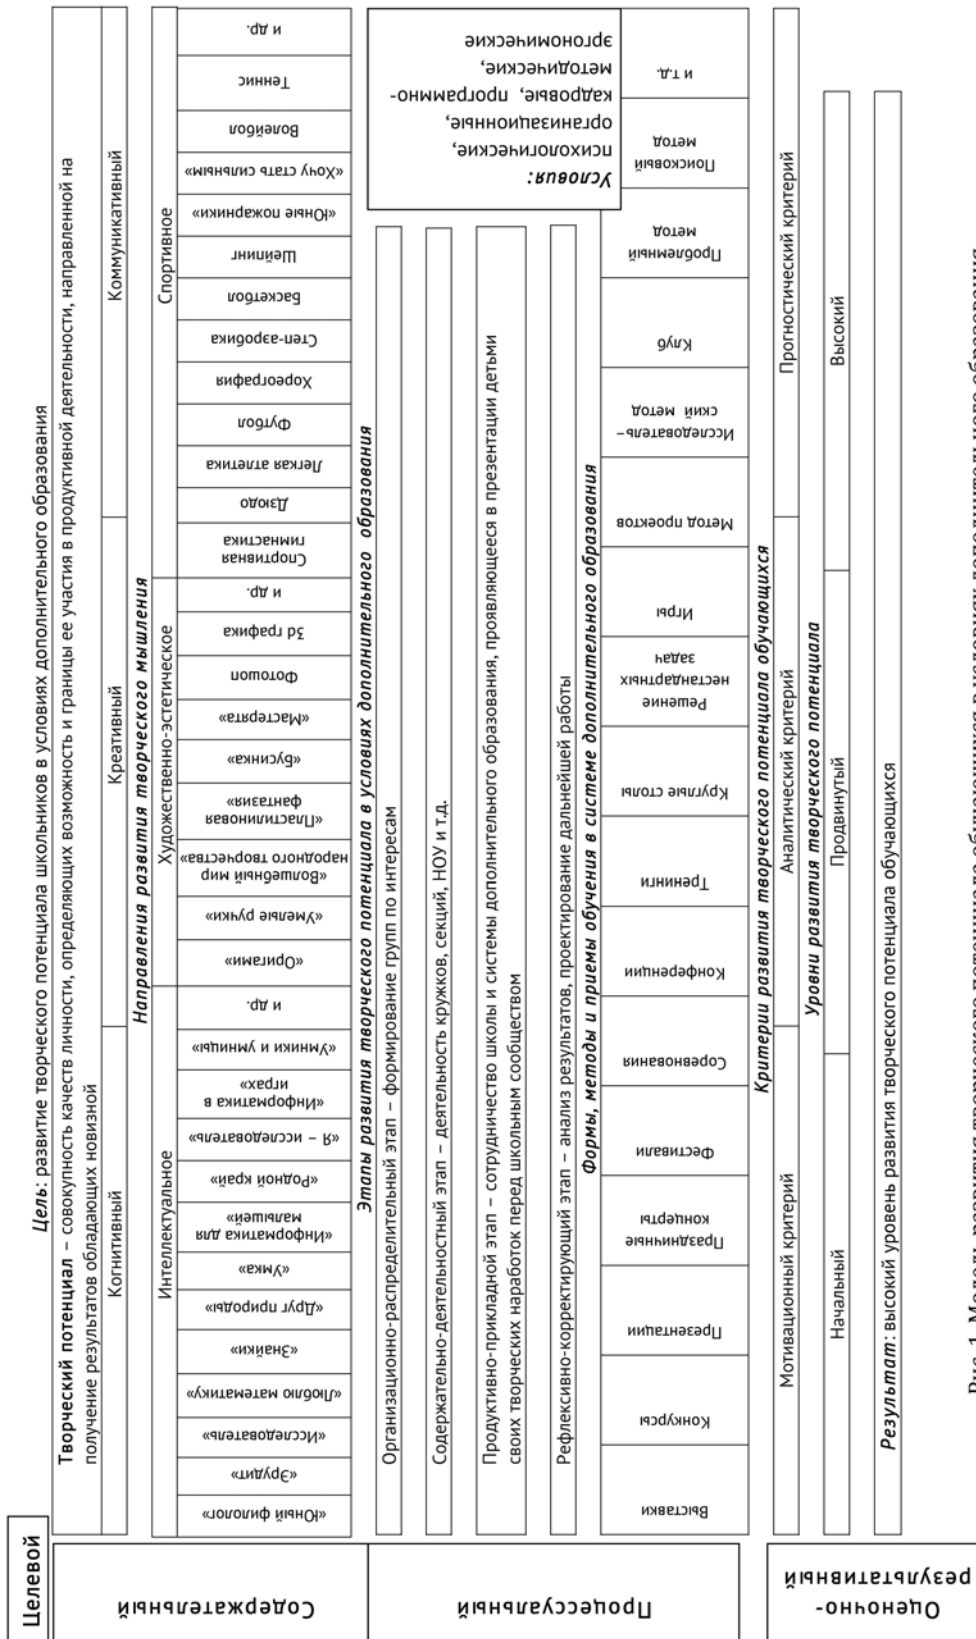 Целевой
Цель: развитие творческого потенциала школьников в условиях дополнительного образования
Творческий потенциал – совокупность качеств личности, определяющих возможность и границы ее участия в продуктивной деятельности, направленной на
получение результатов обладающих новизной
Когнитивный
Креативный
Коммуникативный
Содержательный
Направления развития творческого мышления
Интеллектуальное
Художественно-эстетическое
Спортивное
«Юный филолог»
«Эрудит»
«Исследователь»
«Люблю математику»
«Знайки»
«Друг природы»
«Умка»
«Информатика для
малышей»
«Родной край»
«Я – исследователь»
«Информатика в
играх»
«Умники и умницы»
и др.
«Оригами»
«Умелые ручки»
«Волшебный мир
народного творчества»
«Пластилиновая
фантазия»
«Бусинка»
«Мастерята»
Фотошоп
3d графика
и др.
Спортивная
гимнастика
Дзюдо
Легкая атлетика
Футбол
Хореография
Степ-аэробика
Баскетбол
Шейпинг
«Юные пожарники»
«Хочу стать сильным»
Волейбол
Теннис
и др.
Процессуальный
Этапы развития творческого потенциала в условиях дополнительного образования
Организационно-распределительный этап – формирование групп по интересам
Содержательно-деятельностный этап – деятельность кружков, секций, НОУ и т.д.
Продуктивно-прикладной этап – сотрудничество школы и системы дополнительного образования, проявляющееся в презентации детьми
своих творческих наработок перед школьным сообществом
Рефлексивно-корректирующий этап – анализ результатов, проектирование дальнейшей работы
Условия:
психологические,
организационные,
кадровые, программно-
методические,
эргономические
Формы, методы и приемы обучения в системе дополнительного образования
Выставки
Конкурсы
Презентации
Праздничные
концерты
Фестивали
Соревнования
Конференции
Тренинги
Круглые столы
Решение
нестандартных
задач
Игры
Метод проектов
Исследователь-
ский метод
Клуб
Проблемный
метод
Поисковый
метод
и т.д.
Оценочно-
результативный
Критерии развития творческого потенциала обучающихся
Мотивационный критерий
Аналитический критерий
Прогностический критерий
Уровни развития творческого потенциала
Начальный
Продвинутый
Высокий
Результат: высокий уровень развития творческого потенциала обучающихся
Рис. 1. Модель развития творческого потенциала обучающихся в условиях дополнительного образования